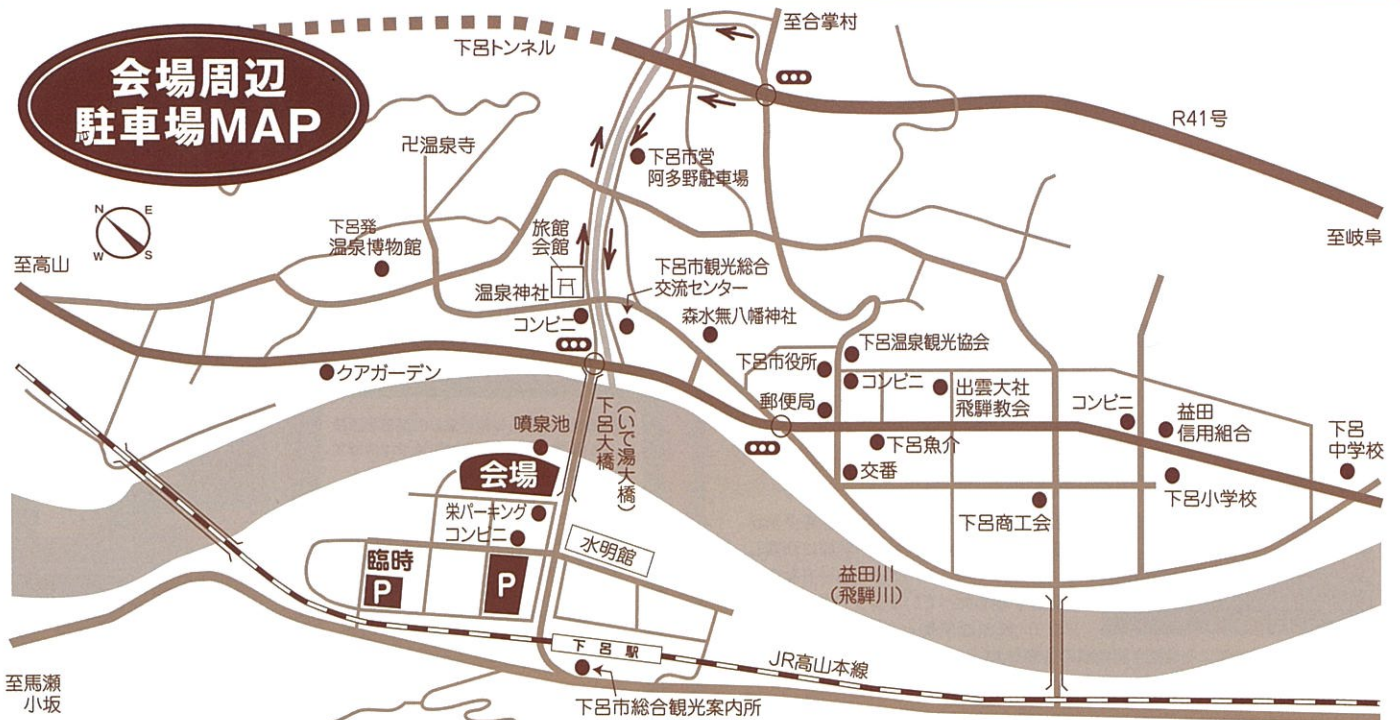 会場周辺
駐車場MAP
下呂トンネル
至合掌村
R41号
卍温泉寺
下呂市営
阿多野駐車場
N
E
W
S
下呂発
温泉博物館
旅館
会館
至岐阜
至高山
下呂市観光総合
交流センター
温泉神社
コンビニ
森水無八幡神社
下呂温泉観光協会
下呂市役所
クアガーデン
コンビニ
出雲大社
飛騨教会
郵便局
コンビニ
益田
信用組合
下呂
中学校
(いで湯大橋)
下呂大橋
噴泉池
下呂魚介
会場
交番
下呂小学校
栄パーキング
下呂商工会
コンビニ
水明館
臨時
P
P
益田川
(飛騨川)
下呂駅
JR高山本線
至馬瀬
小坂
下呂市総合観光案内所